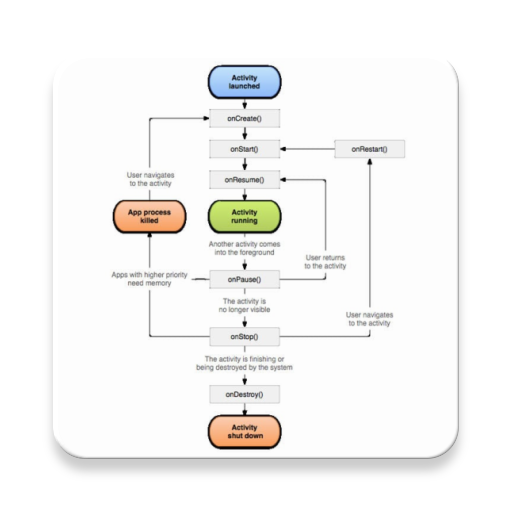 Activity
launched
onCreate()
onStart()
onRestart()
onResume()
User navigates
to the activity
App process
killed
Activity
running
Another activity comes
into the foreground
User returns
to the activity
Apps with higher priority
need memory
onPause()
The activity is
no longer visible
User navigates
to the activity
onStop()
The activity is finishing or
being destroyed by the system
onDestroy()
Activity
shut down